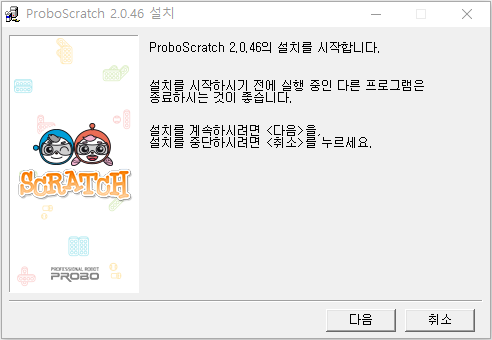 ProboScratch 2.0.46 설치
ProboScratch 2.0.46의 설치를 시작합니다.
설치를 시작하시기 전에 실행 중인 다른 프로그램은
종료하시는 것이 좋습니다.
설치를 계속하시려면 <다음>을,
설치를 중단하시려면 <취소>를 누르세요.
SCRATCH
PROFESSIONAL ROBOT
PROBO
다음
취소